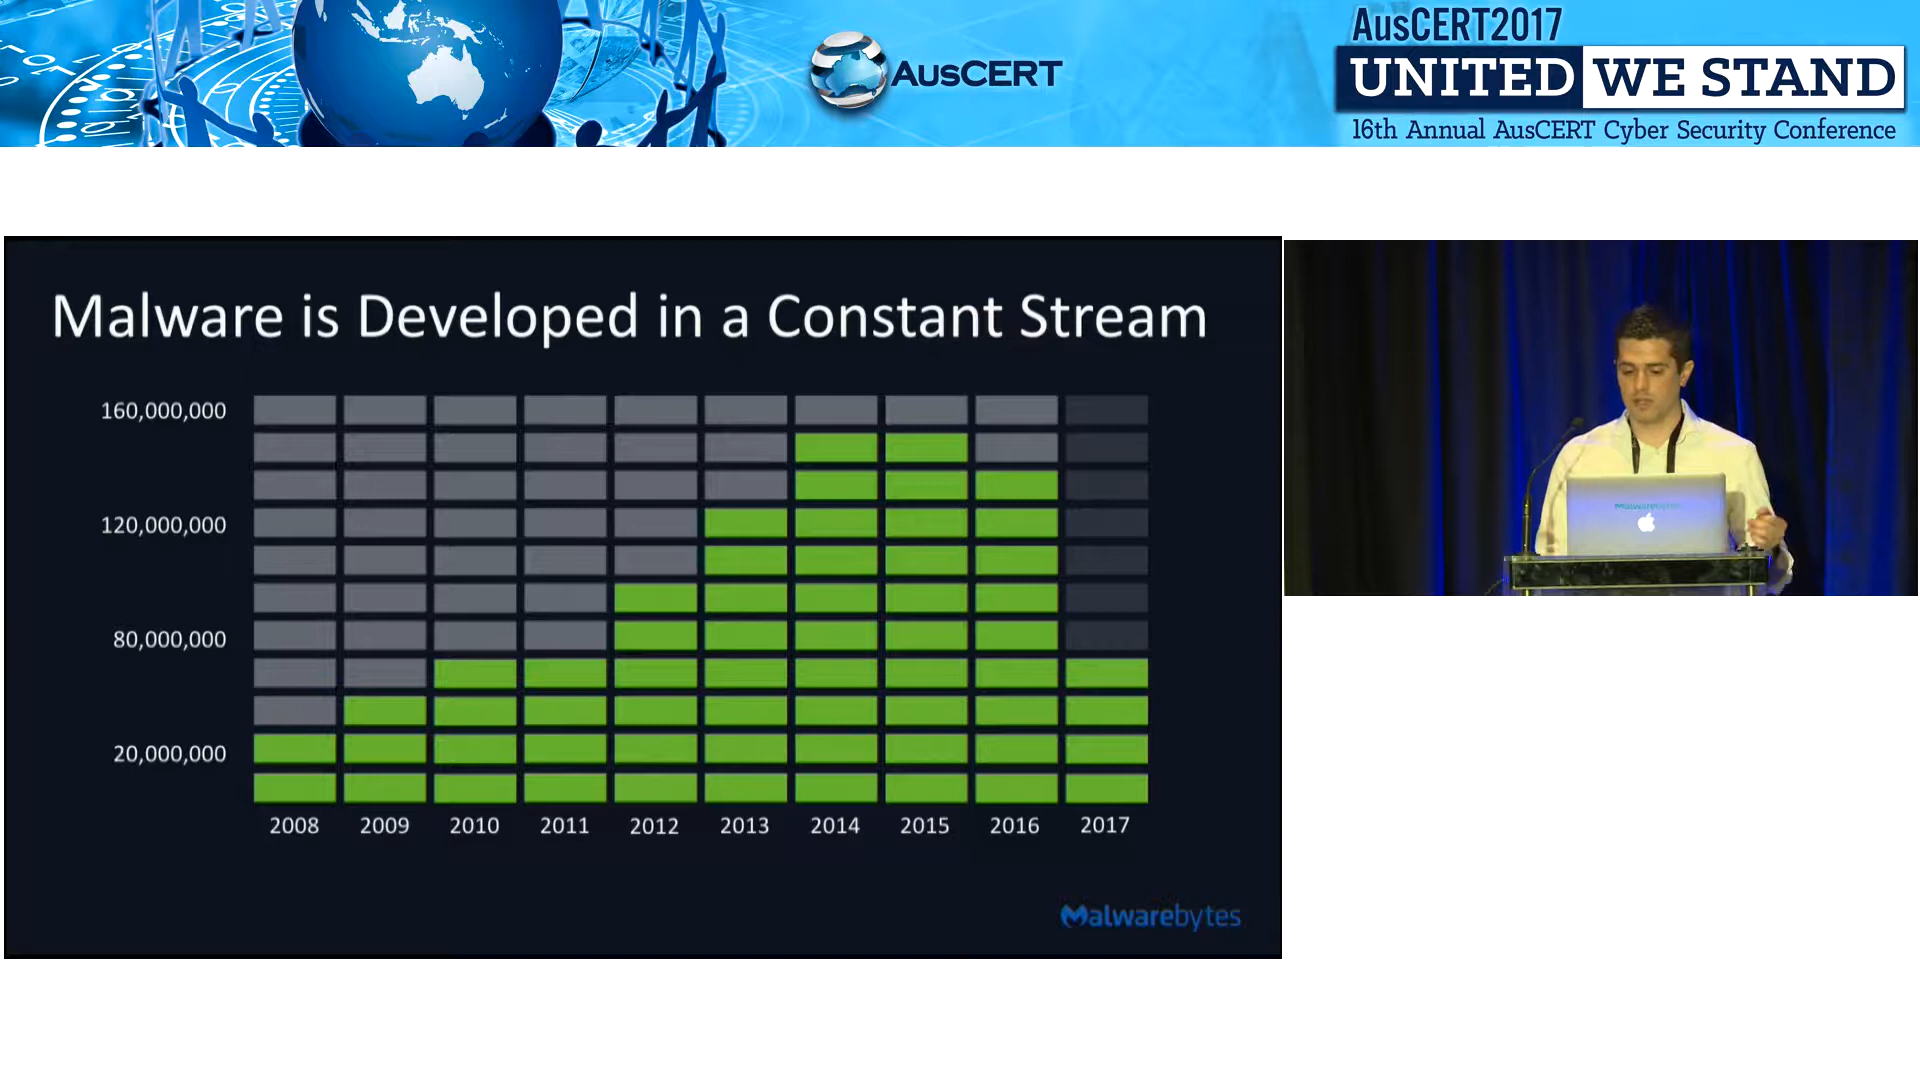 AusCERT
AusCERT2017
UNITED WE STAND
16th Annual AusCERT Cyber Security Conference
Malware is Developed in a Constant Stream
160,000,000
120,000,000
80,000,000
20,000,000
2008 2009 2010 2011 2012 2013 2014 2015 2016 2017
Malwarebytes
Malwarebytes